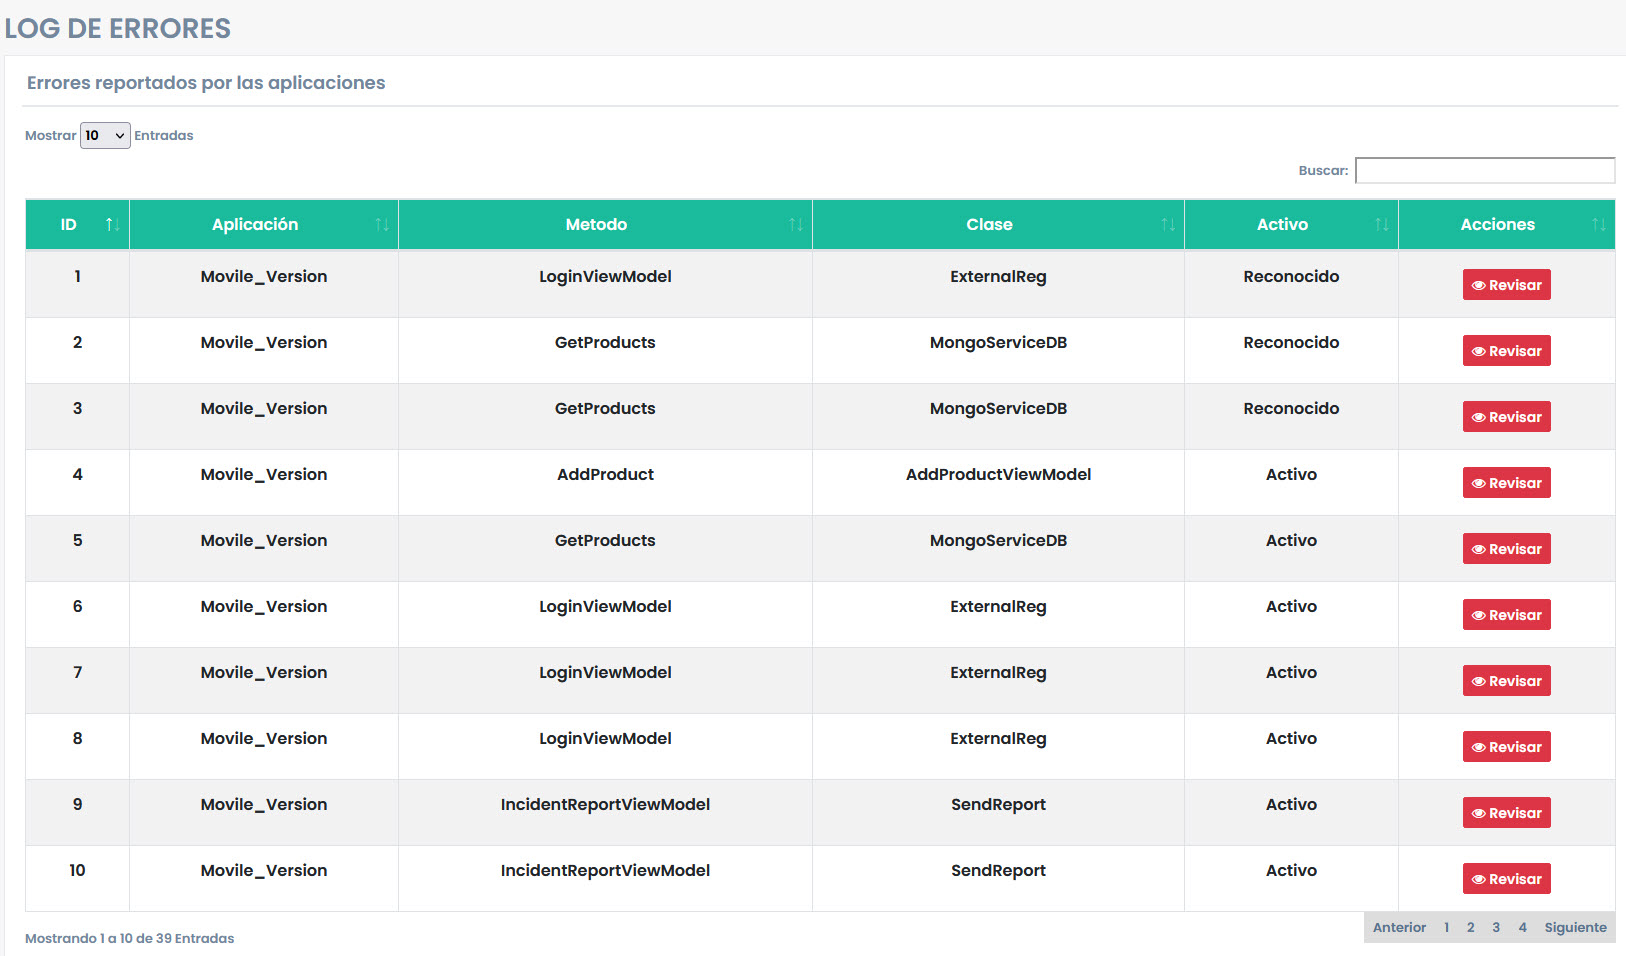 LOG DE ERRORES
Errores reportados por las aplicaciones
Mostrar 10 Entradas
Buscar:
ID Aplicación Metodo Clase Activo Acciones
1 Movile_Version LoginViewModel ExternalReg Reconocido Revisar
2 Movile_Version GetProducts MongoServiceDB Reconocido Revisar
3 Movile_Version GetProducts MongoServiceDB Reconocido Revisar
4 Movile_Version AddProduct AddProductViewModel Activo Revisar
5 Movile_Version GetProducts MongoServiceDB Activo Revisar
6 Movile_Version LoginViewModel ExternalReg Activo Revisar
7 Movile_Version LoginViewModel ExternalReg Activo Revisar
8 Movile_Version LoginViewModel ExternalReg Activo Revisar
9 Movile_Version IncidentReportViewModel SendReport Activo Revisar
10 Movile_Version IncidentReportViewModel SendReport Activo Revisar
Mostrando 1 a 10 de 39 Entradas
Anterior 1 2 3 4 Siguiente